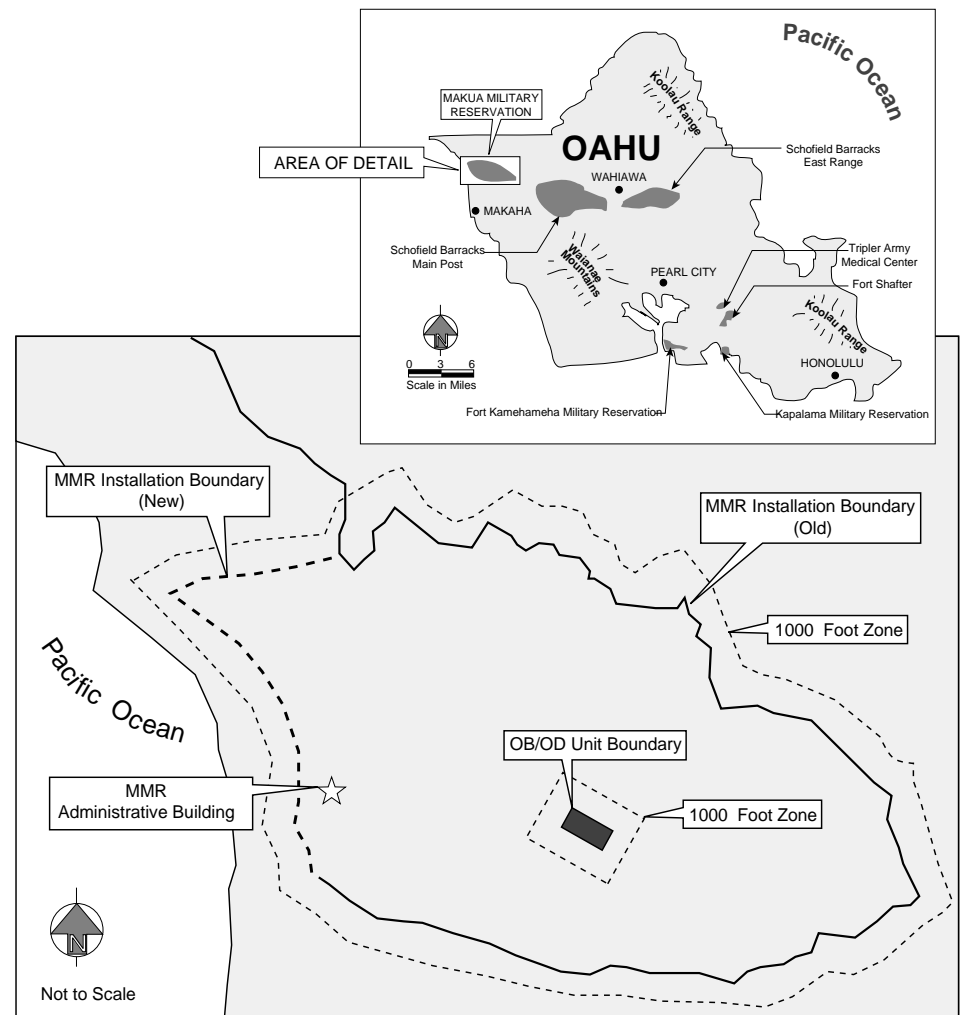 Pacific Ocean
Koolau Range
MAKUA MILITARY
RESERVATION
OAHU
AREA OF DETAIL
WAHIAWA
Schofield Barracks
East Range
MAKAHA
Schofield Barracks
Main Post
Waianae
Mountains
Tripler Army
Medical Center
PEARL CITY
Fort Shafter
Koolau Range
N
0 3 6
Scale in Miles
HONOLULU
Fort Kamehameha Military Reservation
Kapalama Military Reservation
MMR Installation Boundary
(New)
MMR Installation Boundary
(Old)
1000 Foot Zone
Pacific Ocean
OB/OD Unit Boundary
MMR
Administrative Building
1000 Foot Zone
N
Not to Scale